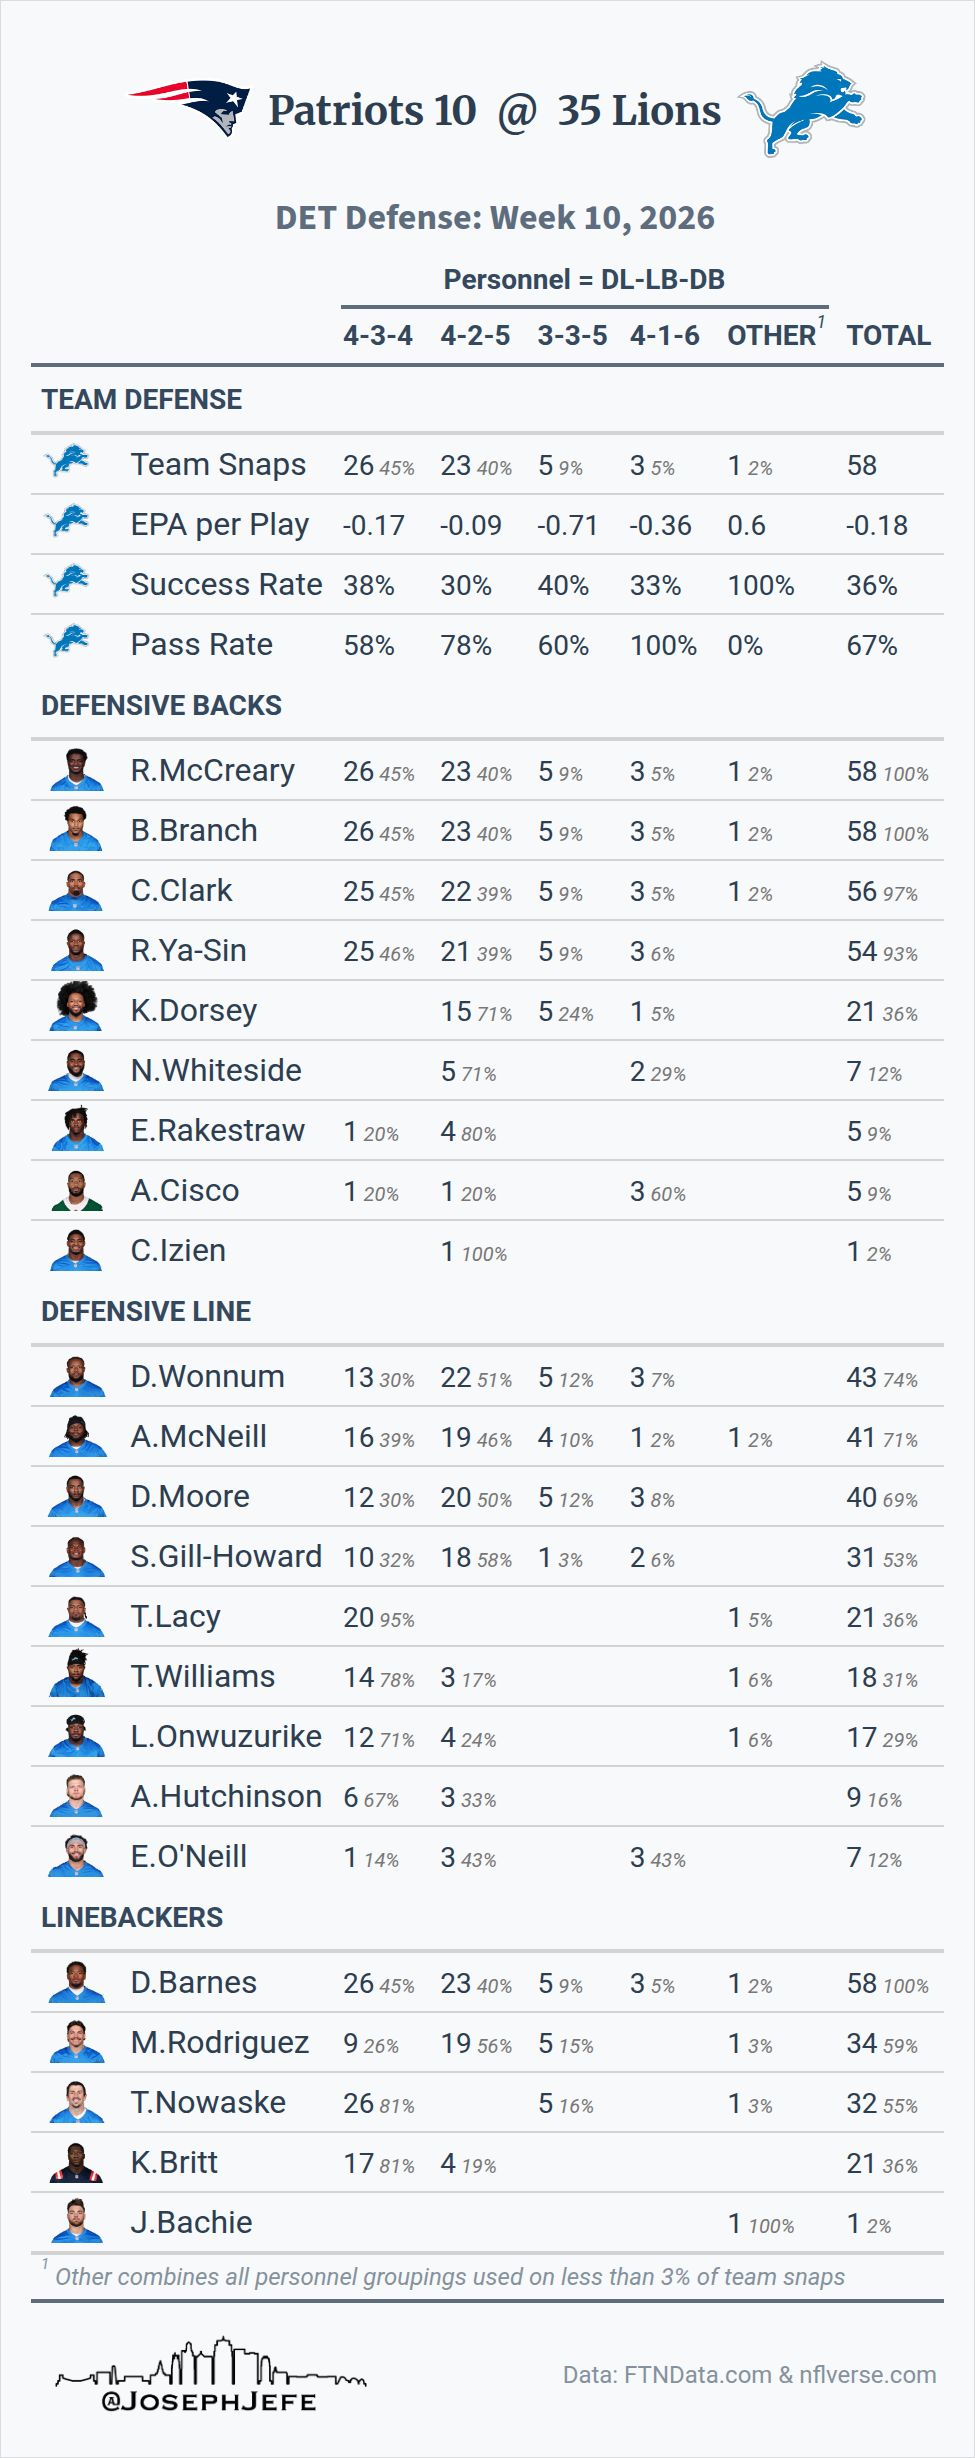 Patriots 10 @ 35 Lions
DET Defense: Week 10, 2026
Personnel = DL-LB-DB
4-3-4 4-2-5 3-3-5 4-1-6 OTHER1 TOTAL
TEAM DEFENSE
Team Snaps 26 45% 23 40% 5 9% 3 5% 1 2% 58
EPA per Play -0.17 -0.09 -0.71 -0.36 0.6 -0.18
Success Rate 38% 30% 40% 33% 100% 36%
Pass Rate 58% 78% 60% 100% 0% 67%
DEFENSIVE BACKS
R.McCreary 26 45% 23 40% 5 9% 3 5% 1 2% 58 100%
B.Branch 26 45% 23 40% 5 9% 3 5% 1 2% 58 100%
C.Clark 25 45% 22 39% 5 9% 3 5% 1 2% 56 97%
R.Ya-Sin 25 46% 21 39% 5 9% 3 6% 54 93%
K.Dorsey 15 71% 5 24% 1 5% 21 36%
N.Whiteside 5 71% 2 29% 7 12%
E.Rakestraw 1 20% 4 80% 5 9%
A.Cisco 1 20% 1 20% 3 60% 5 9%
C.Izien 1 100% 1 2%
DEFENSIVE LINE
D.Wonnum 13 30% 22 51% 5 12% 3 7% 43 74%
A.McNeill 16 39% 19 46% 4 10% 1 2% 1 2% 41 71%
D.Moore 12 30% 20 50% 5 12% 3 8% 40 69%
S.Gill-Howard 10 32% 18 58% 1 3% 2 6% 31 53%
T.Lacy 20 95% 1 5% 21 36%
T.Williams 14 78% 3 17% 1 6% 18 31%
L.Onwuzurike 12 71% 4 24% 1 6% 17 29%
A.Hutchinson 6 67% 3 33% 9 16%
E.O'Neill 1 14% 3 43% 3 43% 7 12%
LINEBACKERS
D.Barnes 26 45% 23 40% 5 9% 3 5% 1 2% 58 100%
M.Rodriguez 9 26% 19 56% 5 15% 1 3% 34 59%
T.Nowaske 26 81% 5 16% 1 3% 32 55%
K.Britt 17 81% 4 19% 21 36%
J.Bachie 1 100% 1 2%
1 Other combines all personnel groupings used on less than 3% of team snaps
@JOSEPHJEFE
Data: FTNData.com & nflverse.com